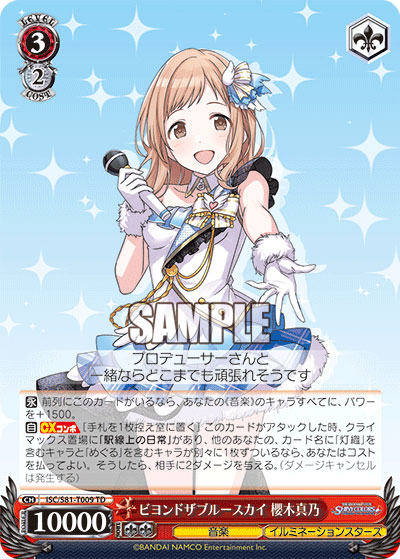 LEVEL
3
2
COST
SAMPLE
プロデューサーさんと
一緒ならどこまでも頑張れそうです
永 前列にこのカードがいるなら、あなたの《音楽》のキャラすべてに、パワー
を＋1500。
自 CXコンボ ［手札を1枚控え室に置く］ このカードがアタックした時、クライ
マックス置場に「駅線上の日常」があり、他のあなたの、カード名に「灯織」を
含むキャラと「めぐる」を含むキャラが別々に1枚ずついるなら、あなたはコスト
を払ってよい。そうしたら、相手に2ダメージを与える。（ダメージキャンセル
は発生する）
CH ISC/S81-T009 TD
10000
ビヨンドザブルースカイ 櫻木真乃
SHINY COLORS
音楽
イルミネーションスターズ
©BANDAI NAMCO Entertainment Inc.